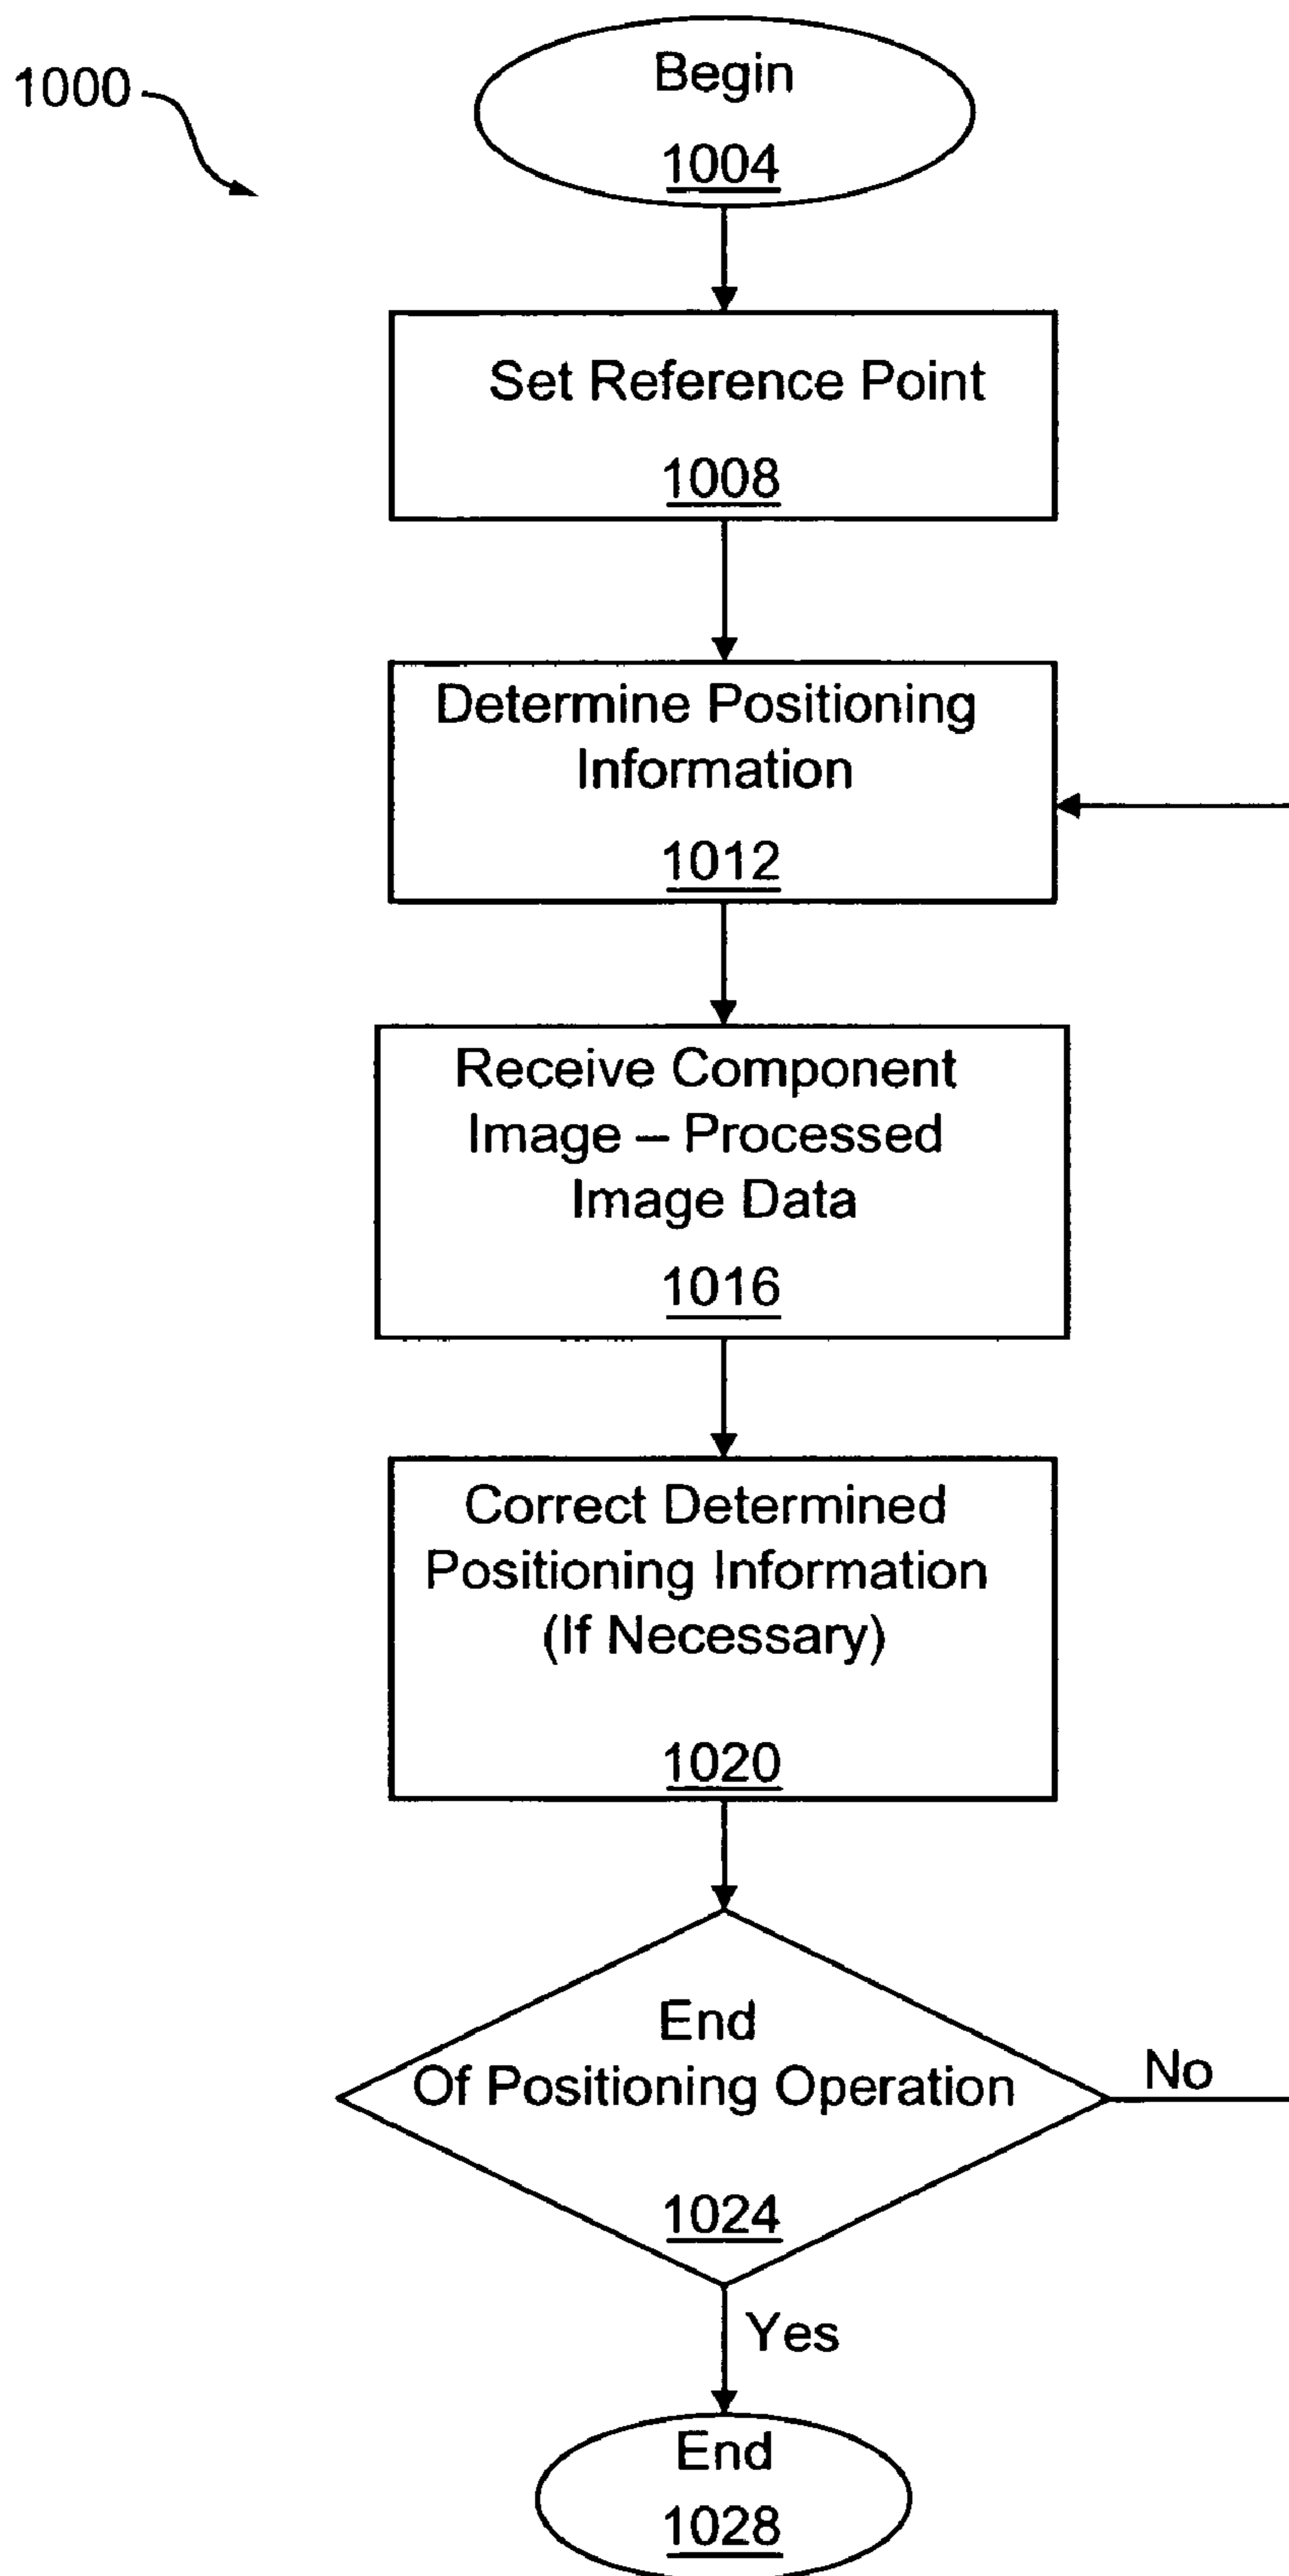 1000
Begin
1004
Set Reference Point
1008
Determine Positioning
Information
1012
Receive Component
Image – Processed
Image Data
1016
Correct Determined
Positioning Information
(If Necessary)
1020
End
Of Positioning Operation
1024
No
Yes
End
1028